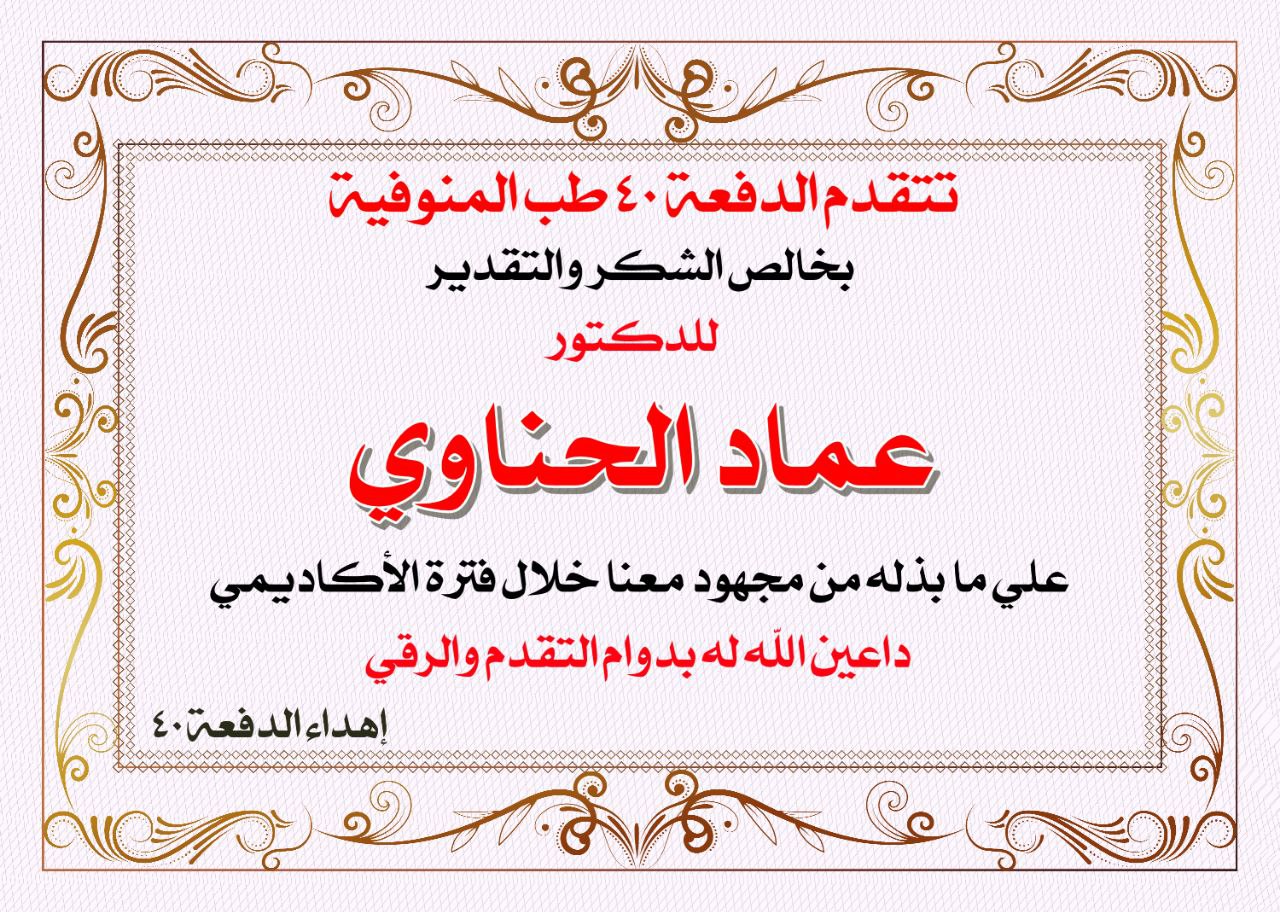 تتقدم الدفعة ٤٠ طب المنوفية
بخالص الشكر والتقدير
للدكتور
عماد الحناوي
علي ما بذله من مجهود معنا خلال فترة الأكاديمي
داعين الله له بدوام التقدم والرقي
إهداء الدفعة ٤٠